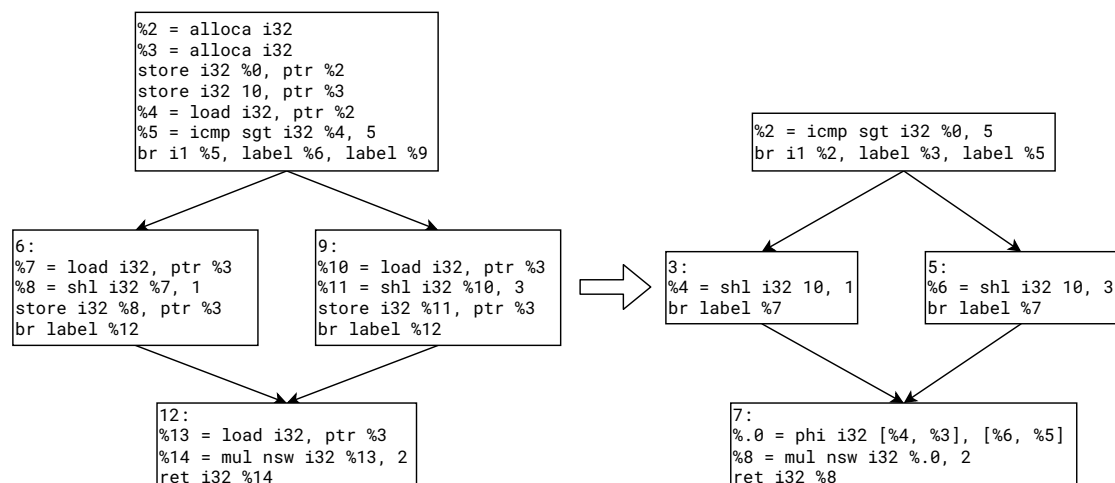 %2 = alloca i32
%3 = alloca i32
store i32 %0, ptr %2
store i32 10, ptr %3
%4 = load i32, ptr %2
%5 = icmp sgt i32 %4, 5
br i1 %5, label %6, label %9
6:
%7 = load i32, ptr %3
%8 = shl i32 %7, 1
store i32 %8, ptr %3
br label %12
9:
%10 = load i32, ptr %3
%11 = shl i32 %10, 3
store i32 %11, ptr %3
br label %12
12:
%13 = load i32, ptr %3
%14 = mul nsw i32 %13, 2
ret i32 %14
%2 = icmp sgt i32 %0, 5
br i1 %2, label %3, label %5
3:
%4 = shl i32 10, 1
br label %7
5:
%6 = shl i32 10, 3
br label %7
7:
%.0 = phi i32 [%4, %3], [%6, %5]
%8 = mul nsw i32 %.0, 2
ret i32 %8